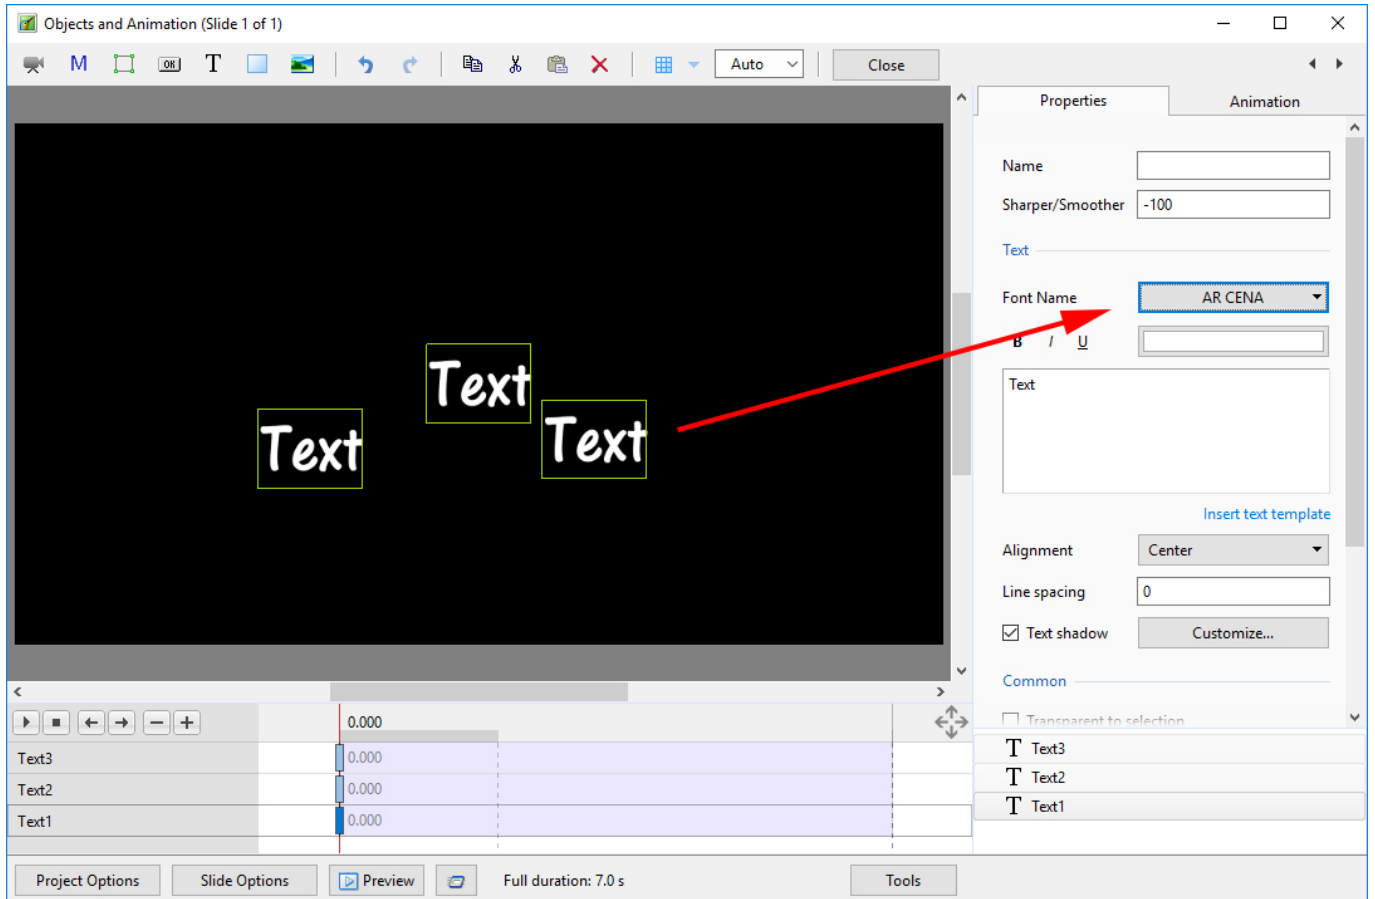 Objects and Animation (Slide 1 of 1)
M OK T Auto Close
Properties Animation
Name
Sharper/Smoother -100
Text
Font Name AR CENA
B I U
Text
Text
Text
Text
Insert text template
Alignment Center
Line spacing 0
Text shadow Customize...
Common
Transparent to selection
0.000
Text3 0.000
Text2 0.000
Text1 0.000
T Text3
T Text2
T Text1
Project Options Slide Options Preview Full duration: 7.0 s Tools